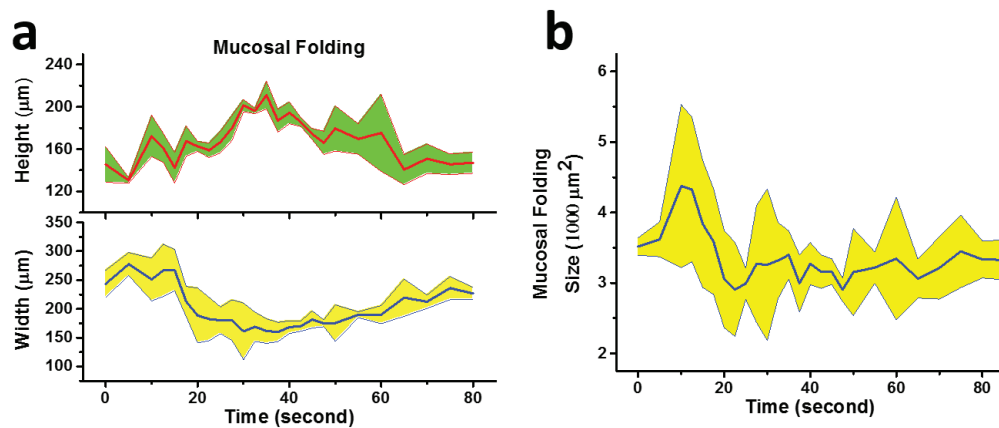 a
Mucosal Folding
Height (μm)
240
200
160
120
Width (μm)
350
300
250
200
150
100
0
20
40
60
80
Time (second)
b
Mucosal Folding
Size (1000 μm²)
6
5
4
3
2
0
20
40
60
80
Time (second)